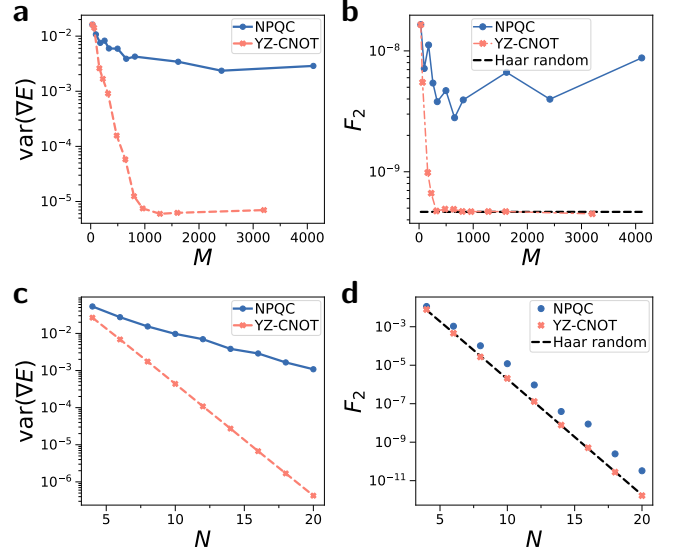 a
NPQC
YZ-CNOT
10⁻²
10⁻³
10⁻⁴
10⁻⁵
var(∇E)
0
1000
2000
3000
4000
M
b
NPQC
YZ-CNOT
Haar random
10⁻⁸
10⁻⁹
F₂
0
1000
2000
3000
4000
M
c
NPQC
YZ-CNOT
10⁻²
10⁻³
10⁻⁴
10⁻⁵
10⁻⁶
var(∇E)
5
10
15
20
N
d
NPQC
YZ-CNOT
Haar random
10⁻³
10⁻⁵
10⁻⁷
10⁻⁹
10⁻¹¹
F₂
5
10
15
20
N